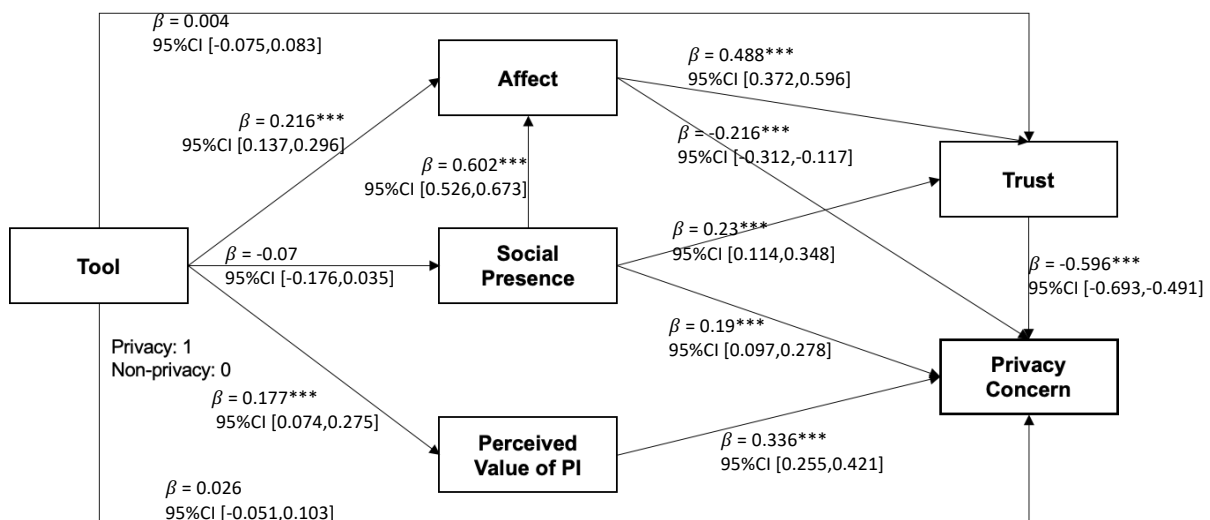 β = 0.004
95%CI [-0.075,0.083]
Affect
β = 0.488***
95%CI [0.372,0.596]
β = 0.216***
95%CI [0.137,0.296]
β = -0.216***
95%CI [-0.312,-0.117]
β = 0.602***
95%CI [0.526,0.673]
Trust
Tool
β = -0.07
95%CI [-0.176,0.035]
Social
Presence
β = 0.23***
95%CI [0.114,0.348]
β = -0.596***
95%CI [-0.693,-0.491]
Privacy: 1
Non-privacy: 0
β = 0.19***
95%CI [0.097,0.278]
Privacy
Concern
β = 0.177***
95%CI [0.074,0.275]
Perceived
Value of PI
β = 0.336***
95%CI [0.255,0.421]
β = 0.026
95%CI [-0.051,0.103]